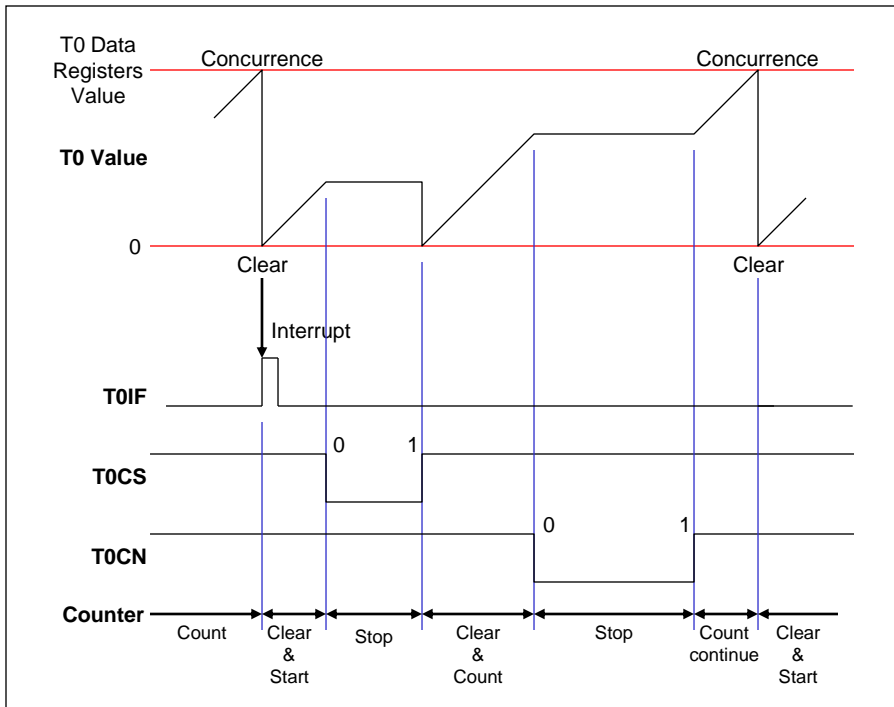 T0 Data
Registers
Value
Concurrence
Concurrence
T0 Value
0
Clear
Clear
Interrupt
T0IF
0
1
T0CS
0
1
T0CN
Counter
Count
Clear
&
Start
Stop
Clear
&
Count
Stop
Count
continue
Clear
&
Start